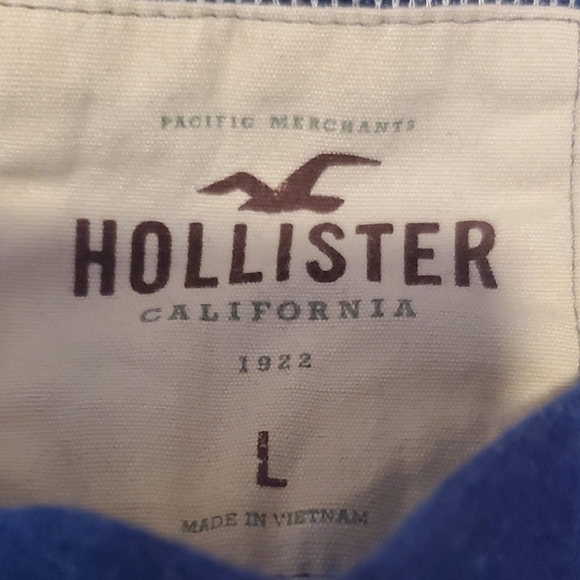 PACIFIC MERCHANTS
HOLLISTER
CALIFORNIA
1922
L
MADE IN VIETNAM